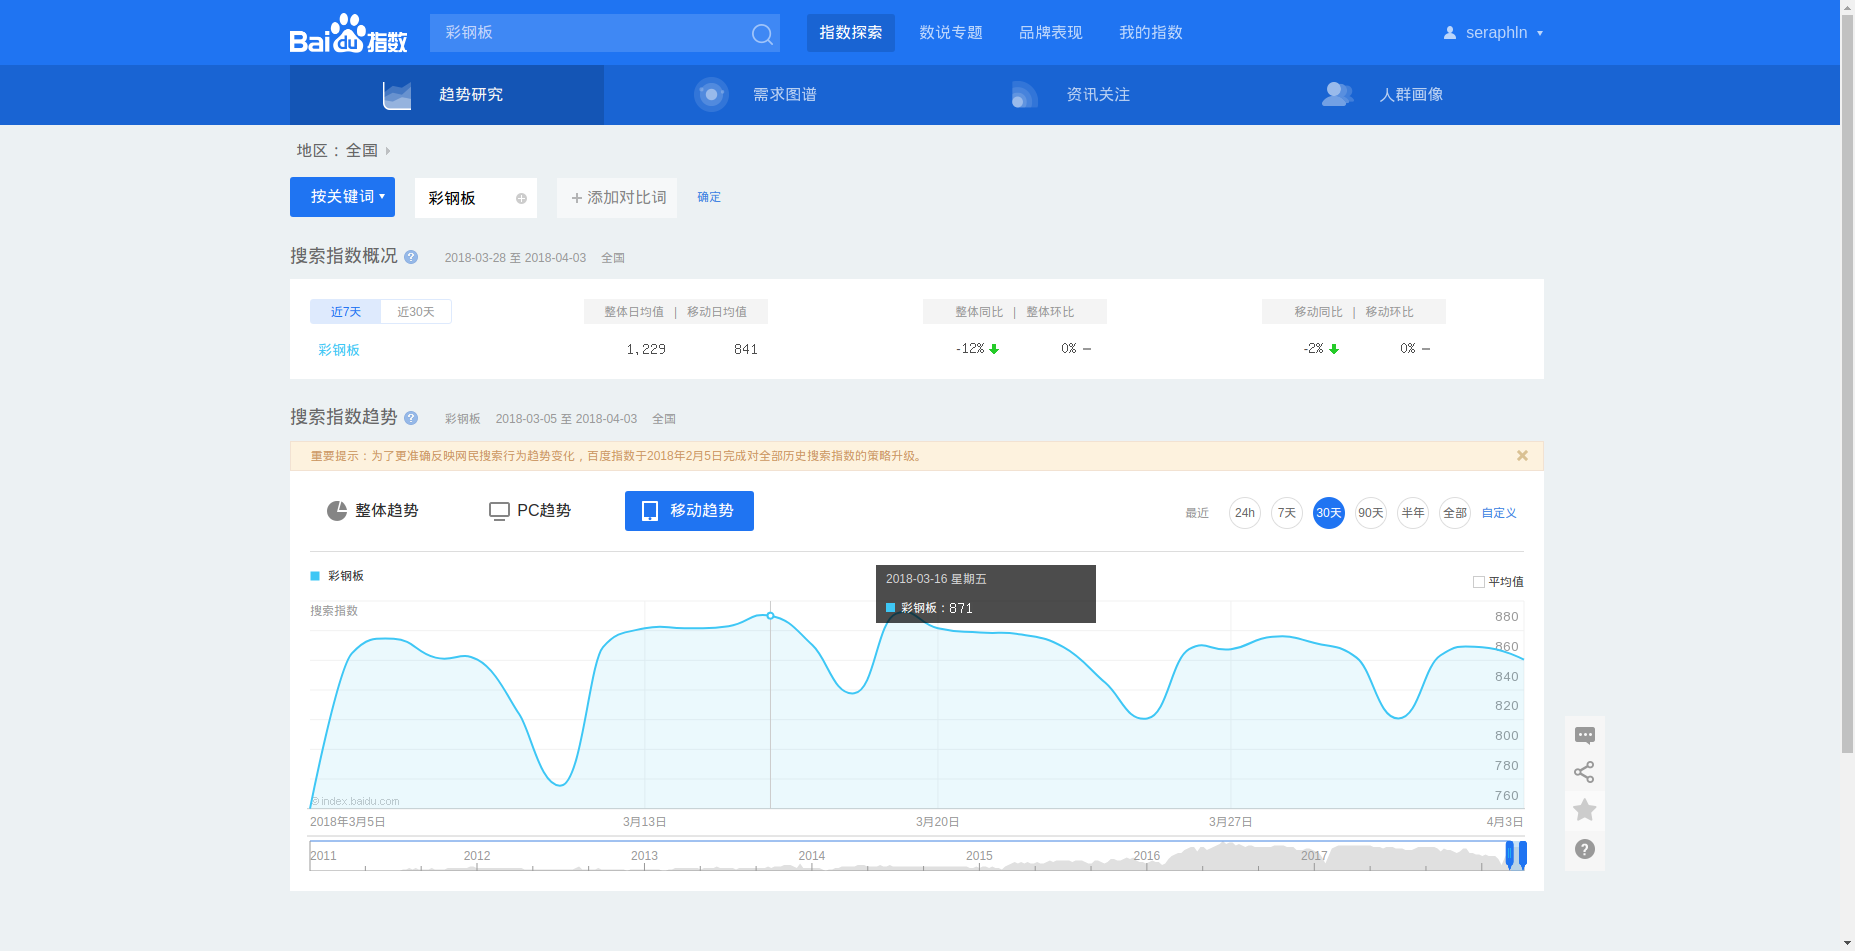 Bai du 指数 彩钢板 指数探索 数说专题 品牌表现 我的指数 seraphln
趋势研究 需求图谱 资讯关注 人群画像
地区：全国
按关键词 彩钢板 添加对比词 确定
搜索指数概况 ? 2018-03-28 至 2018-04-03 全国
近7天 近30天 整体日均值 | 移动日均值 整体同比 | 整体环比 移动同比 | 移动环比
彩钢板 1,229 841 -12% 0% -2% 0%
搜索指数趋势 ? 彩钢板 2018-03-05 至 2018-04-03 全国
重要提示：为了更准确反映网民搜索行为趋势变化，百度指数于2018年2月5日完成对全部历史搜索指数的策略升级。
整体趋势 PC趋势 移动趋势 最近 24h 7天 30天 90天 半年 全部 自定义
彩钢板 平均值
2018-03-16 星期五
彩钢板：871
搜索指数
880
860
840
820
800
780
760
©index.baidu.com
2018年3月5日 3月13日 3月20日 3月27日 4月3日
2011 2012 2013 2014 2015 2016 2017
?